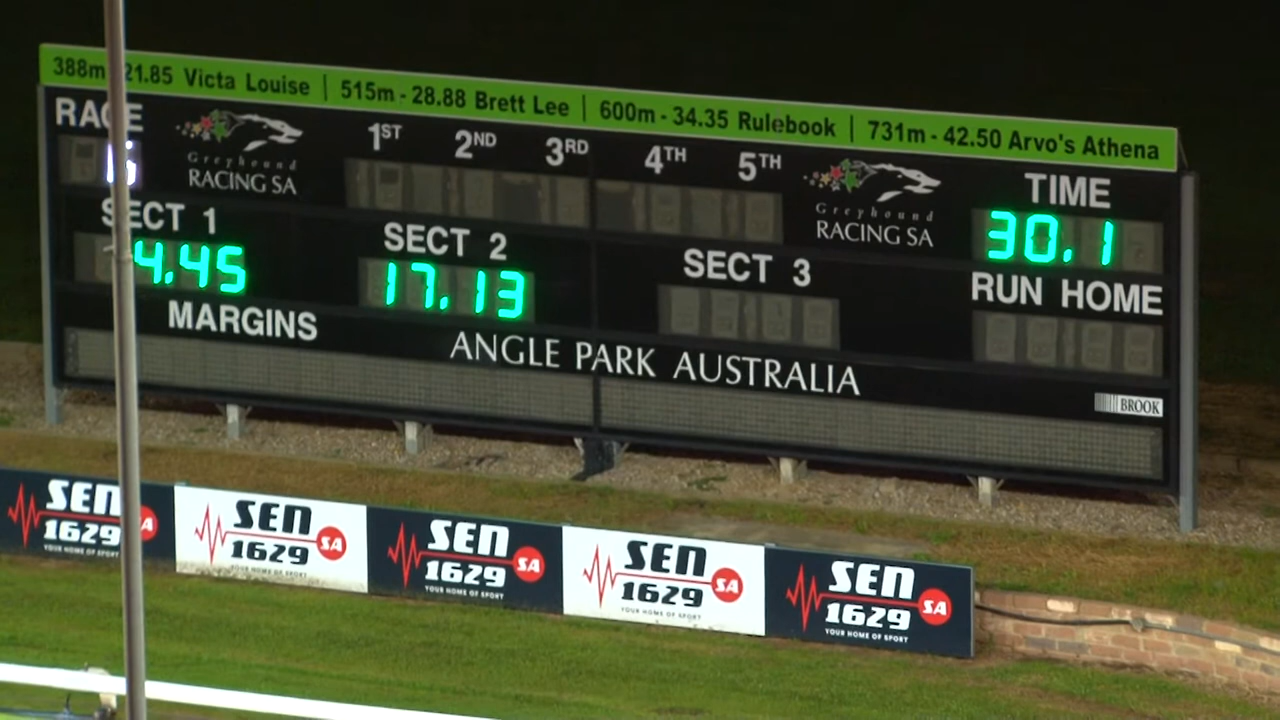 388m 21.85 Victa Louise | 515m - 28.88 Brett Lee | 600m - 34.35 Rulebook | 731m - 42.50 Arvo's Athena
RACE
Greyhound
RACING SA
1ST 2ND 3RD 4TH 5TH
Greyhound
RACING SA
TIME
30.1
SECT 1
4.45
SECT 2
17.13
SECT 3
RUN HOME
MARGINS
ANGLE PARK AUSTRALIA
BROOK
SEN
1629
YOUR HOME OF SPORT
SEN
1629
SA
YOUR HOME OF SPORT
SEN
1629
SA
YOUR HOME OF SPORT
SEN
1629
SA
YOUR HOME OF SPORT
SEN
1629
SA
YOUR HOME OF SPORT